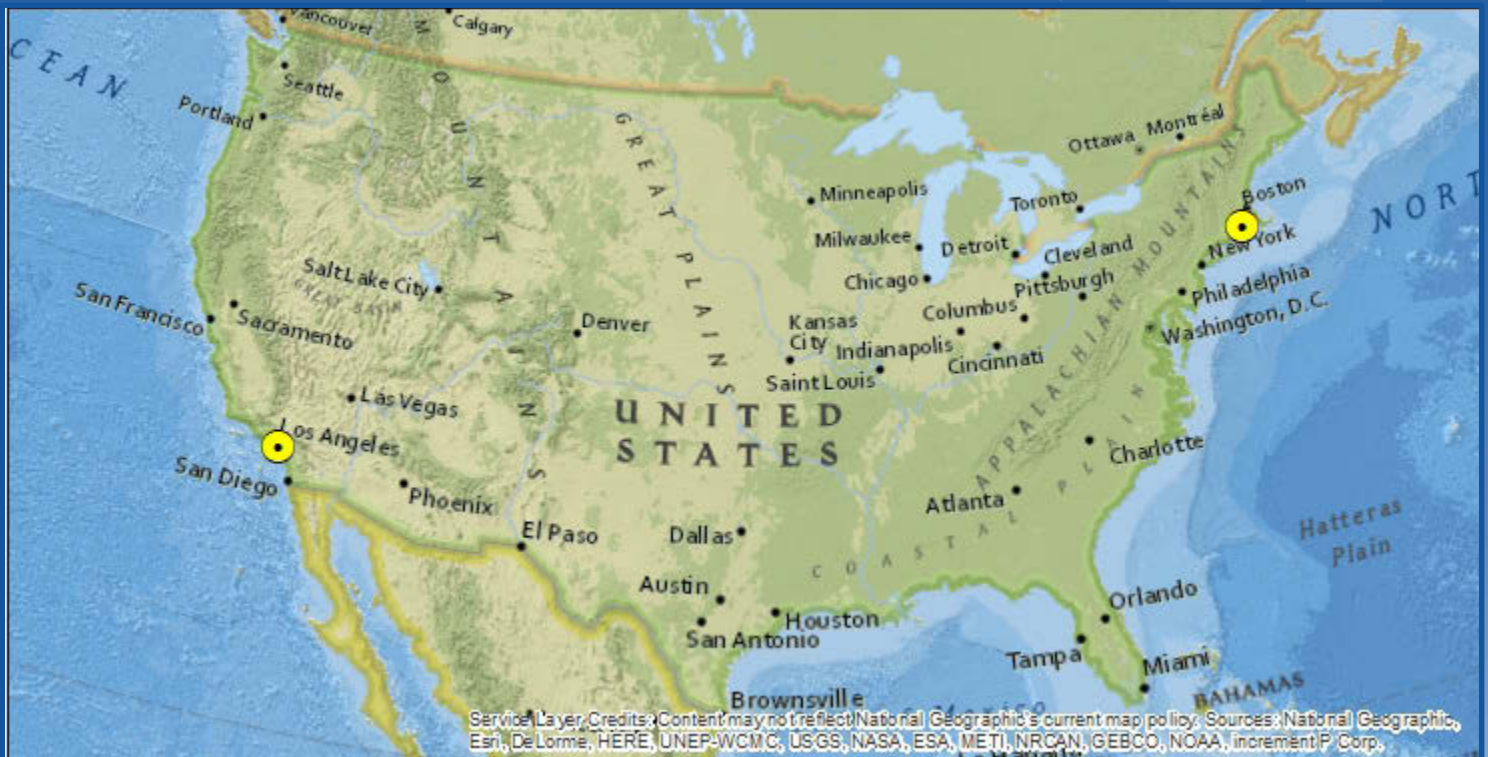 Vancouver
Calgary
CEAN
MOUNTAINS
Seattle
Portland
GREAT PLAINS
Ottawa
Montréal
Minneapolis
Toronto
Boston
NORT
Milwaukee
Detroit
Cleveland
New York
Chicago
Pittsburgh
Philadelphia
Salt Lake City
GREAT BASIN
Columbus
Washington, D.C.
San Francisco
Sacramento
Denver
Kansas
City
Indianapolis
Cincinnati
Saint Louis
APPALACHIAN MOUNTAINS
Las Vegas
UNITED
STATES
Los Angeles
Charlotte
San Diego
Phoenix
Atlanta
COASTAL PLAIN
El Paso
Dallas
Hatteras
Plain
Austin
Houston
San Antonio
Orlando
Tampa
Miami
Brownsville
BAHAMAS
Service Layer Credits: Content may not reflect National Geographic's current map policy. Sources: National Geographic,
Esri, DeLorme, HERE, UNEP-WCMC, USGS, NASA, ESA, METI, NRCAN, GEBCO, NOAA, increment P Corp.